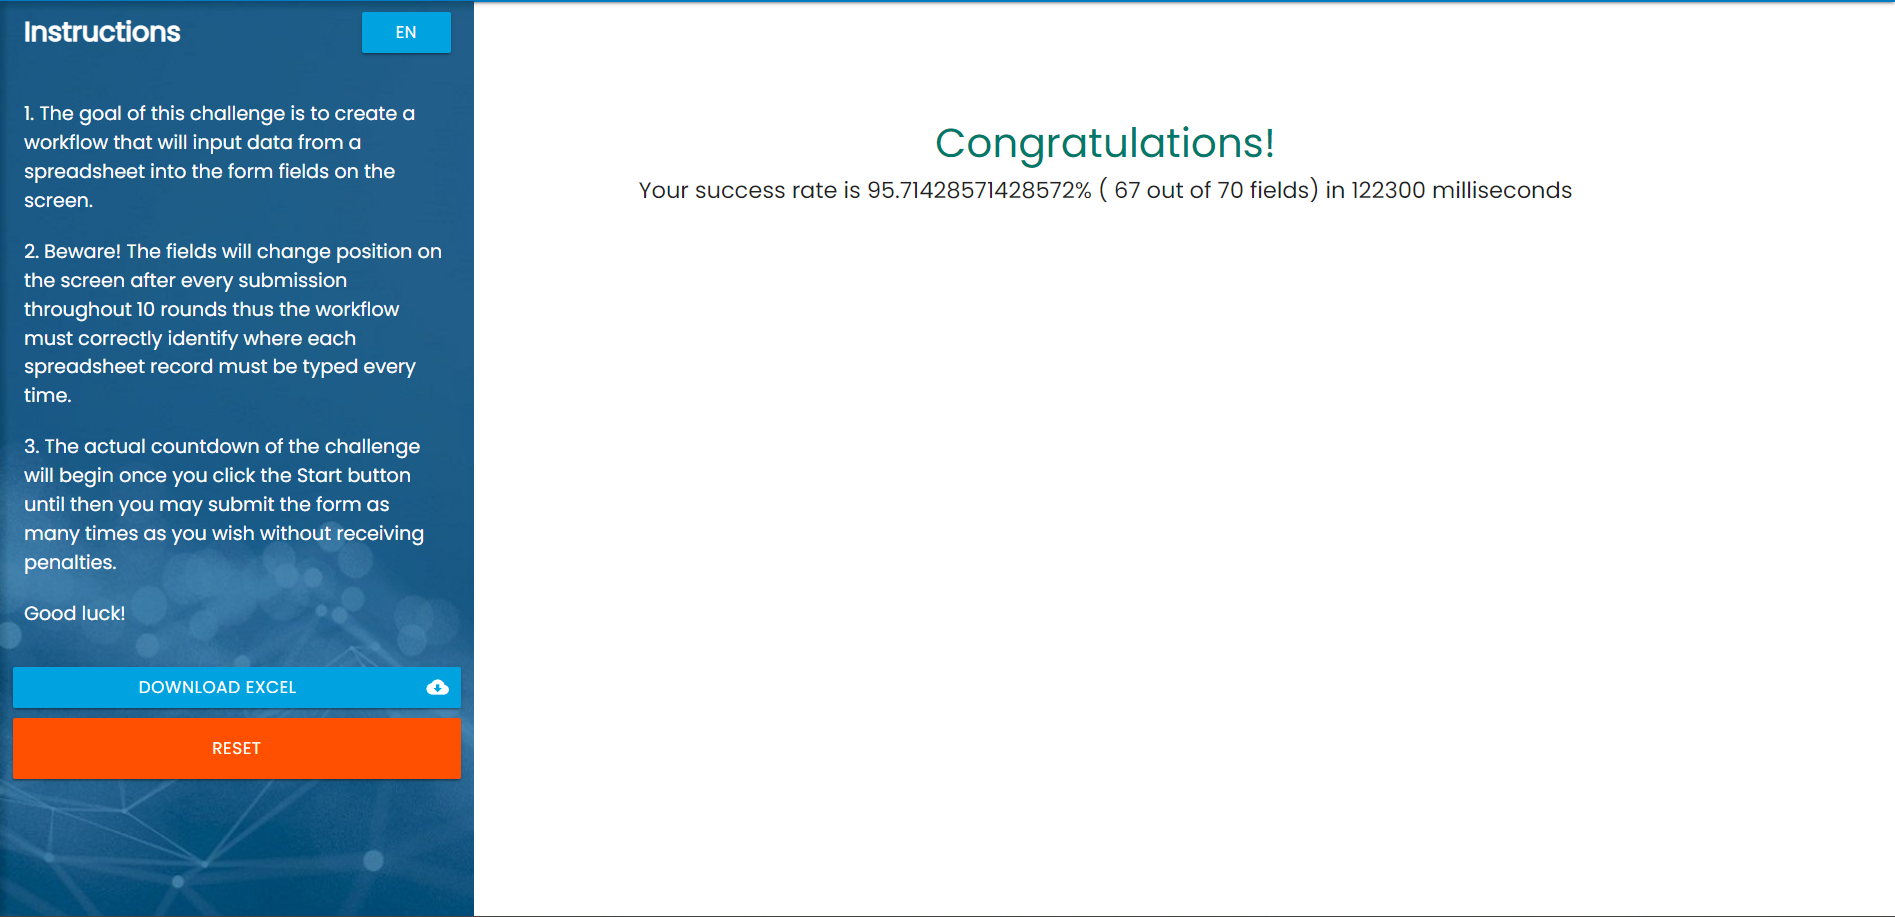 Instructions
EN
1. The goal of this challenge is to create a
workflow that will input data from a
spreadsheet into the form fields on the
screen.
2. Beware! The fields will change position on
the screen after every submission
throughout 10 rounds thus the workflow
must correctly identify where each
spreadsheet record must be typed every
time.
3. The actual countdown of the challenge
will begin once you click the Start button
until then you may submit the form as
many times as you wish without receiving
penalties.
Good luck!
DOWNLOAD EXCEL
RESET
Congratulations!
Your success rate is 95.71428571428572% ( 67 out of 70 fields) in 122300 milliseconds